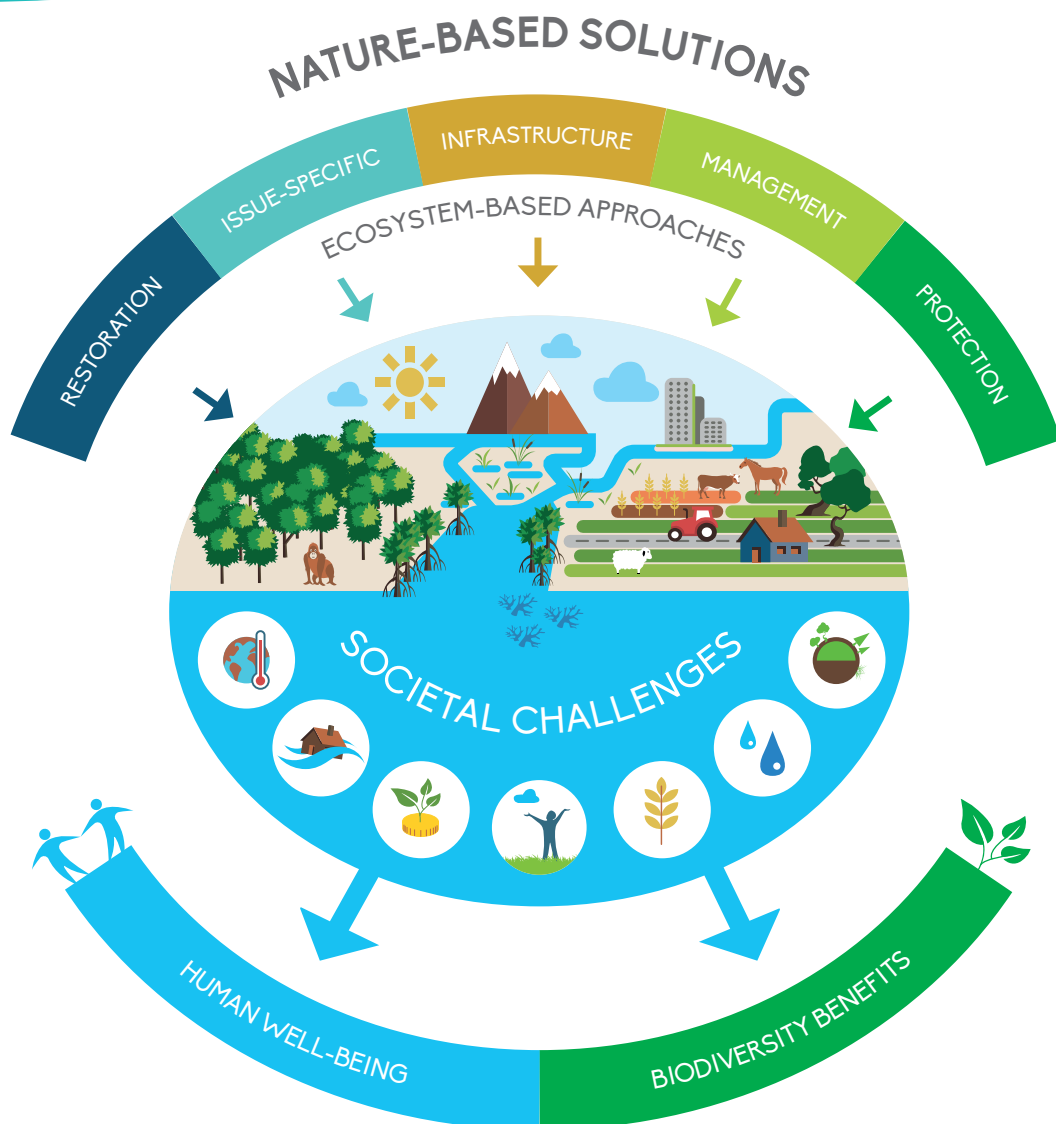 NATURE-BASED SOLUTIONS
RESTORATION
ISSUE-SPECIFIC
INFRASTRUCTURE
MANAGEMENT
PROTECTION
ECOSYSTEM-BASED APPROACHES
SOCIETAL CHALLENGES
HUMAN WELL-BEING
BIODIVERSITY BENEFITS